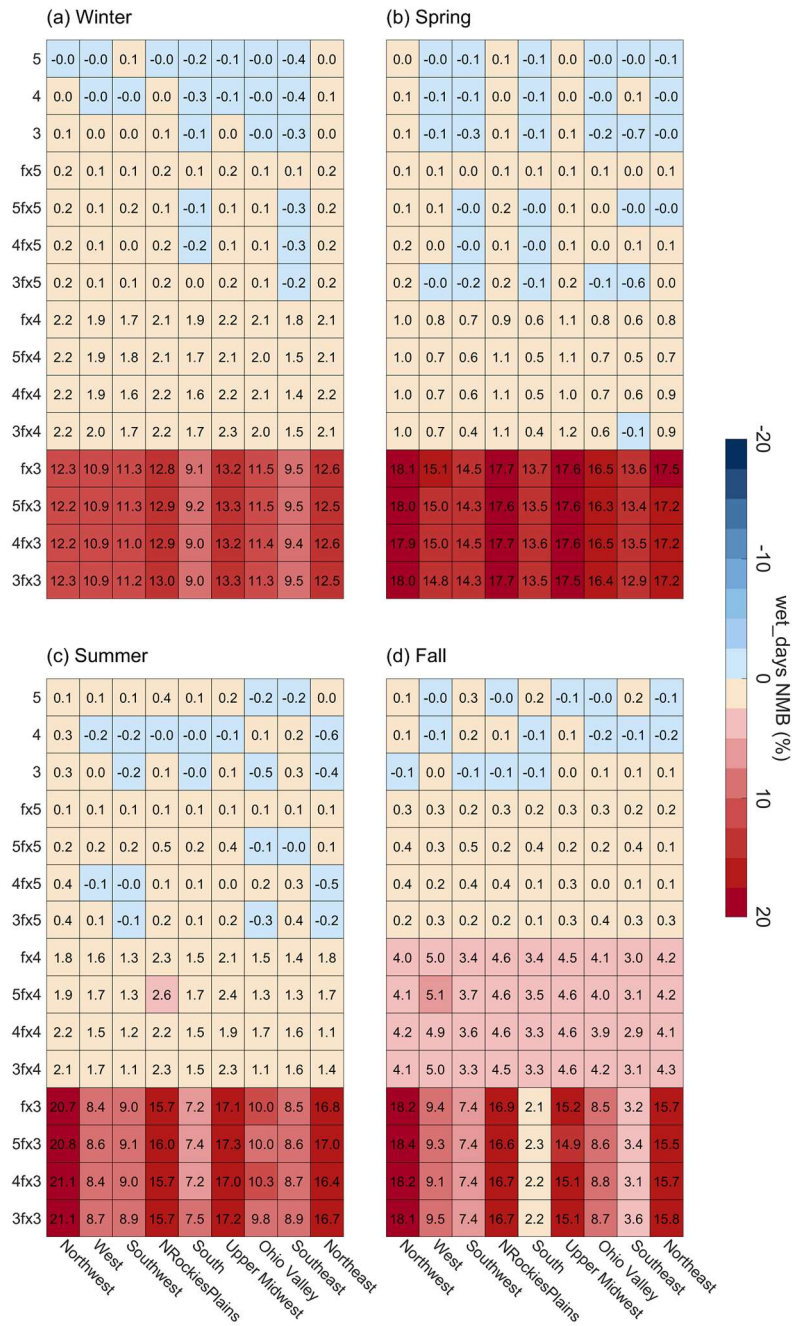 (a) Winter
5 -0.0 -0.0 0.1 -0.0 -0.2 -0.1 -0.0 -0.4 0.0
4 0.0 -0.0 -0.0 0.0 -0.3 -0.1 -0.0 -0.4 0.1
3 0.1 0.0 0.0 0.1 -0.1 0.0 -0.0 -0.3 0.0
fx5 0.2 0.1 0.1 0.2 0.1 0.2 0.1 0.1 0.2
5fx5 0.2 0.1 0.2 0.1 -0.1 0.1 0.1 -0.3 0.2
4fx5 0.2 0.1 0.0 0.2 -0.2 0.1 0.1 -0.3 0.2
3fx5 0.2 0.1 0.1 0.2 0.0 0.2 0.1 -0.2 0.2
fx4 2.2 1.9 1.7 2.1 1.9 2.2 2.1 1.8 2.1
5fx4 2.2 1.9 1.8 2.1 1.7 2.1 2.0 1.5 2.1
4fx4 2.2 1.9 1.6 2.2 1.6 2.2 2.1 1.4 2.2
3fx4 2.2 2.0 1.7 2.2 1.7 2.3 2.0 1.5 2.1
fx3 12.3 10.9 11.3 12.8 9.1 13.2 11.5 9.5 12.6
5fx3 12.2 10.9 11.3 12.9 9.2 13.3 11.5 9.5 12.5
4fx3 12.2 10.9 11.0 12.9 9.0 13.2 11.4 9.4 12.6
3fx3 12.3 10.9 11.2 13.0 9.0 13.3 11.3 9.5 12.5
(b) Spring
0.0 -0.0 -0.1 0.1 -0.1 0.0 -0.0 -0.0 -0.1
0.1 -0.1 -0.1 0.0 -0.1 0.0 -0.0 0.1 -0.0
0.1 -0.1 -0.3 0.1 -0.1 0.1 -0.2 -0.7 -0.0
0.1 0.1 0.0 0.1 0.0 0.1 0.1 0.0 0.1
0.1 0.1 -0.0 0.2 -0.0 0.1 0.0 -0.0 -0.0
0.2 0.0 -0.0 0.1 -0.0 0.1 0.0 0.1 0.1
0.2 -0.0 -0.2 0.2 -0.1 0.2 -0.1 -0.6 0.0
1.0 0.8 0.7 0.9 0.6 1.1 0.8 0.6 0.8
1.0 0.7 0.6 1.1 0.5 1.1 0.7 0.5 0.7
1.0 0.7 0.6 1.1 0.5 1.0 0.7 0.6 0.9
1.0 0.7 0.4 1.1 0.4 1.2 0.6 -0.1 0.9
18.1 15.1 14.5 17.7 13.7 17.6 16.5 13.6 17.5
18.0 15.0 14.3 17.6 13.5 17.6 16.3 13.4 17.2
17.9 15.0 14.5 17.7 13.6 17.6 16.5 13.5 17.2
18.0 14.8 14.3 17.7 13.5 17.5 16.4 12.9 17.2
(c) Summer
5 0.1 0.1 0.1 0.4 0.1 0.2 -0.2 -0.2 0.0
4 0.3 -0.2 -0.2 -0.0 -0.0 -0.1 0.1 0.2 -0.6
3 0.3 0.0 -0.2 0.1 -0.0 0.1 -0.5 0.3 -0.4
fx5 0.1 0.1 0.1 0.1 0.1 0.1 0.1 0.1 0.1
5fx5 0.2 0.2 0.2 0.5 0.2 0.4 -0.1 -0.0 0.1
4fx5 0.4 -0.1 -0.0 0.1 0.1 0.0 0.2 0.3 -0.5
3fx5 0.4 0.1 -0.1 0.2 0.1 0.2 -0.3 0.4 -0.2
fx4 1.8 1.6 1.3 2.3 1.5 2.1 1.5 1.4 1.8
5fx4 1.9 1.7 1.3 2.6 1.7 2.4 1.3 1.3 1.7
4fx4 2.2 1.5 1.2 2.2 1.5 1.9 1.7 1.6 1.1
3fx4 2.1 1.7 1.1 2.3 1.5 2.3 1.1 1.6 1.4
fx3 20.7 8.4 9.0 15.7 7.2 17.1 10.0 8.5 16.8
5fx3 20.8 8.6 9.1 16.0 7.4 17.3 10.0 8.6 17.0
4fx3 21.1 8.4 9.0 15.7 7.2 17.0 10.3 8.7 16.4
3fx3 21.1 8.7 8.9 15.7 7.5 17.2 9.8 8.9 16.7
Northwest West Southwest NRockiesPlains South Upper Midwest Ohio Valley Southeast Northeast
(d) Fall
0.1 -0.0 0.3 -0.0 0.2 -0.1 -0.0 0.2 -0.1
0.1 -0.1 0.2 0.1 -0.1 0.1 -0.2 -0.1 -0.2
-0.1 0.0 -0.1 -0.1 -0.1 0.0 0.1 0.1 0.1
0.3 0.3 0.2 0.3 0.2 0.3 0.3 0.2 0.2
0.4 0.3 0.5 0.2 0.4 0.2 0.2 0.4 0.1
0.4 0.2 0.4 0.4 0.1 0.3 0.0 0.1 0.1
0.2 0.3 0.2 0.2 0.1 0.3 0.4 0.3 0.3
4.0 5.0 3.4 4.6 3.4 4.5 4.1 3.0 4.2
4.1 5.1 3.7 4.6 3.5 4.6 4.0 3.1 4.2
4.2 4.9 3.6 4.6 3.3 4.6 3.9 2.9 4.1
4.1 5.0 3.3 4.5 3.3 4.6 4.2 3.1 4.3
18.2 9.4 7.4 16.9 2.1 15.2 8.5 3.2 15.7
18.4 9.3 7.4 16.6 2.3 14.9 8.6 3.4 15.5
18.2 9.1 7.4 16.7 2.2 15.1 8.8 3.1 15.7
18.1 9.5 7.4 16.7 2.2 15.1 8.7 3.6 15.8
Northwest West Southwest NRockiesPlains South Upper Midwest Ohio Valley Southeast Northeast
-20
-10
0
10
20
wet_days NMB (%)